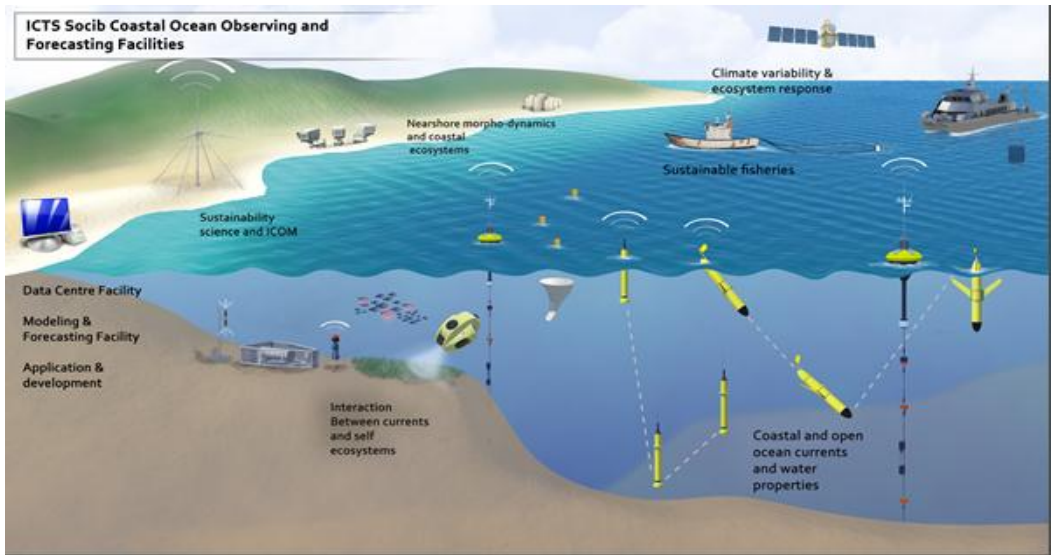 ICTS Socib Coastal Ocean Observing and
Forecasting Facilities
Climate variability &
ecosystem response
Nearshore morpho-dynamics
and coastal
ecosystems
Sustainable fisheries
Sustainability
science and ICOM
Data Centre Facility
Modeling &
Forecasting Facility
Application &
development
Interaction
Between currents
and self
ecosystems
Coastal and open
ocean currents
and water
properties